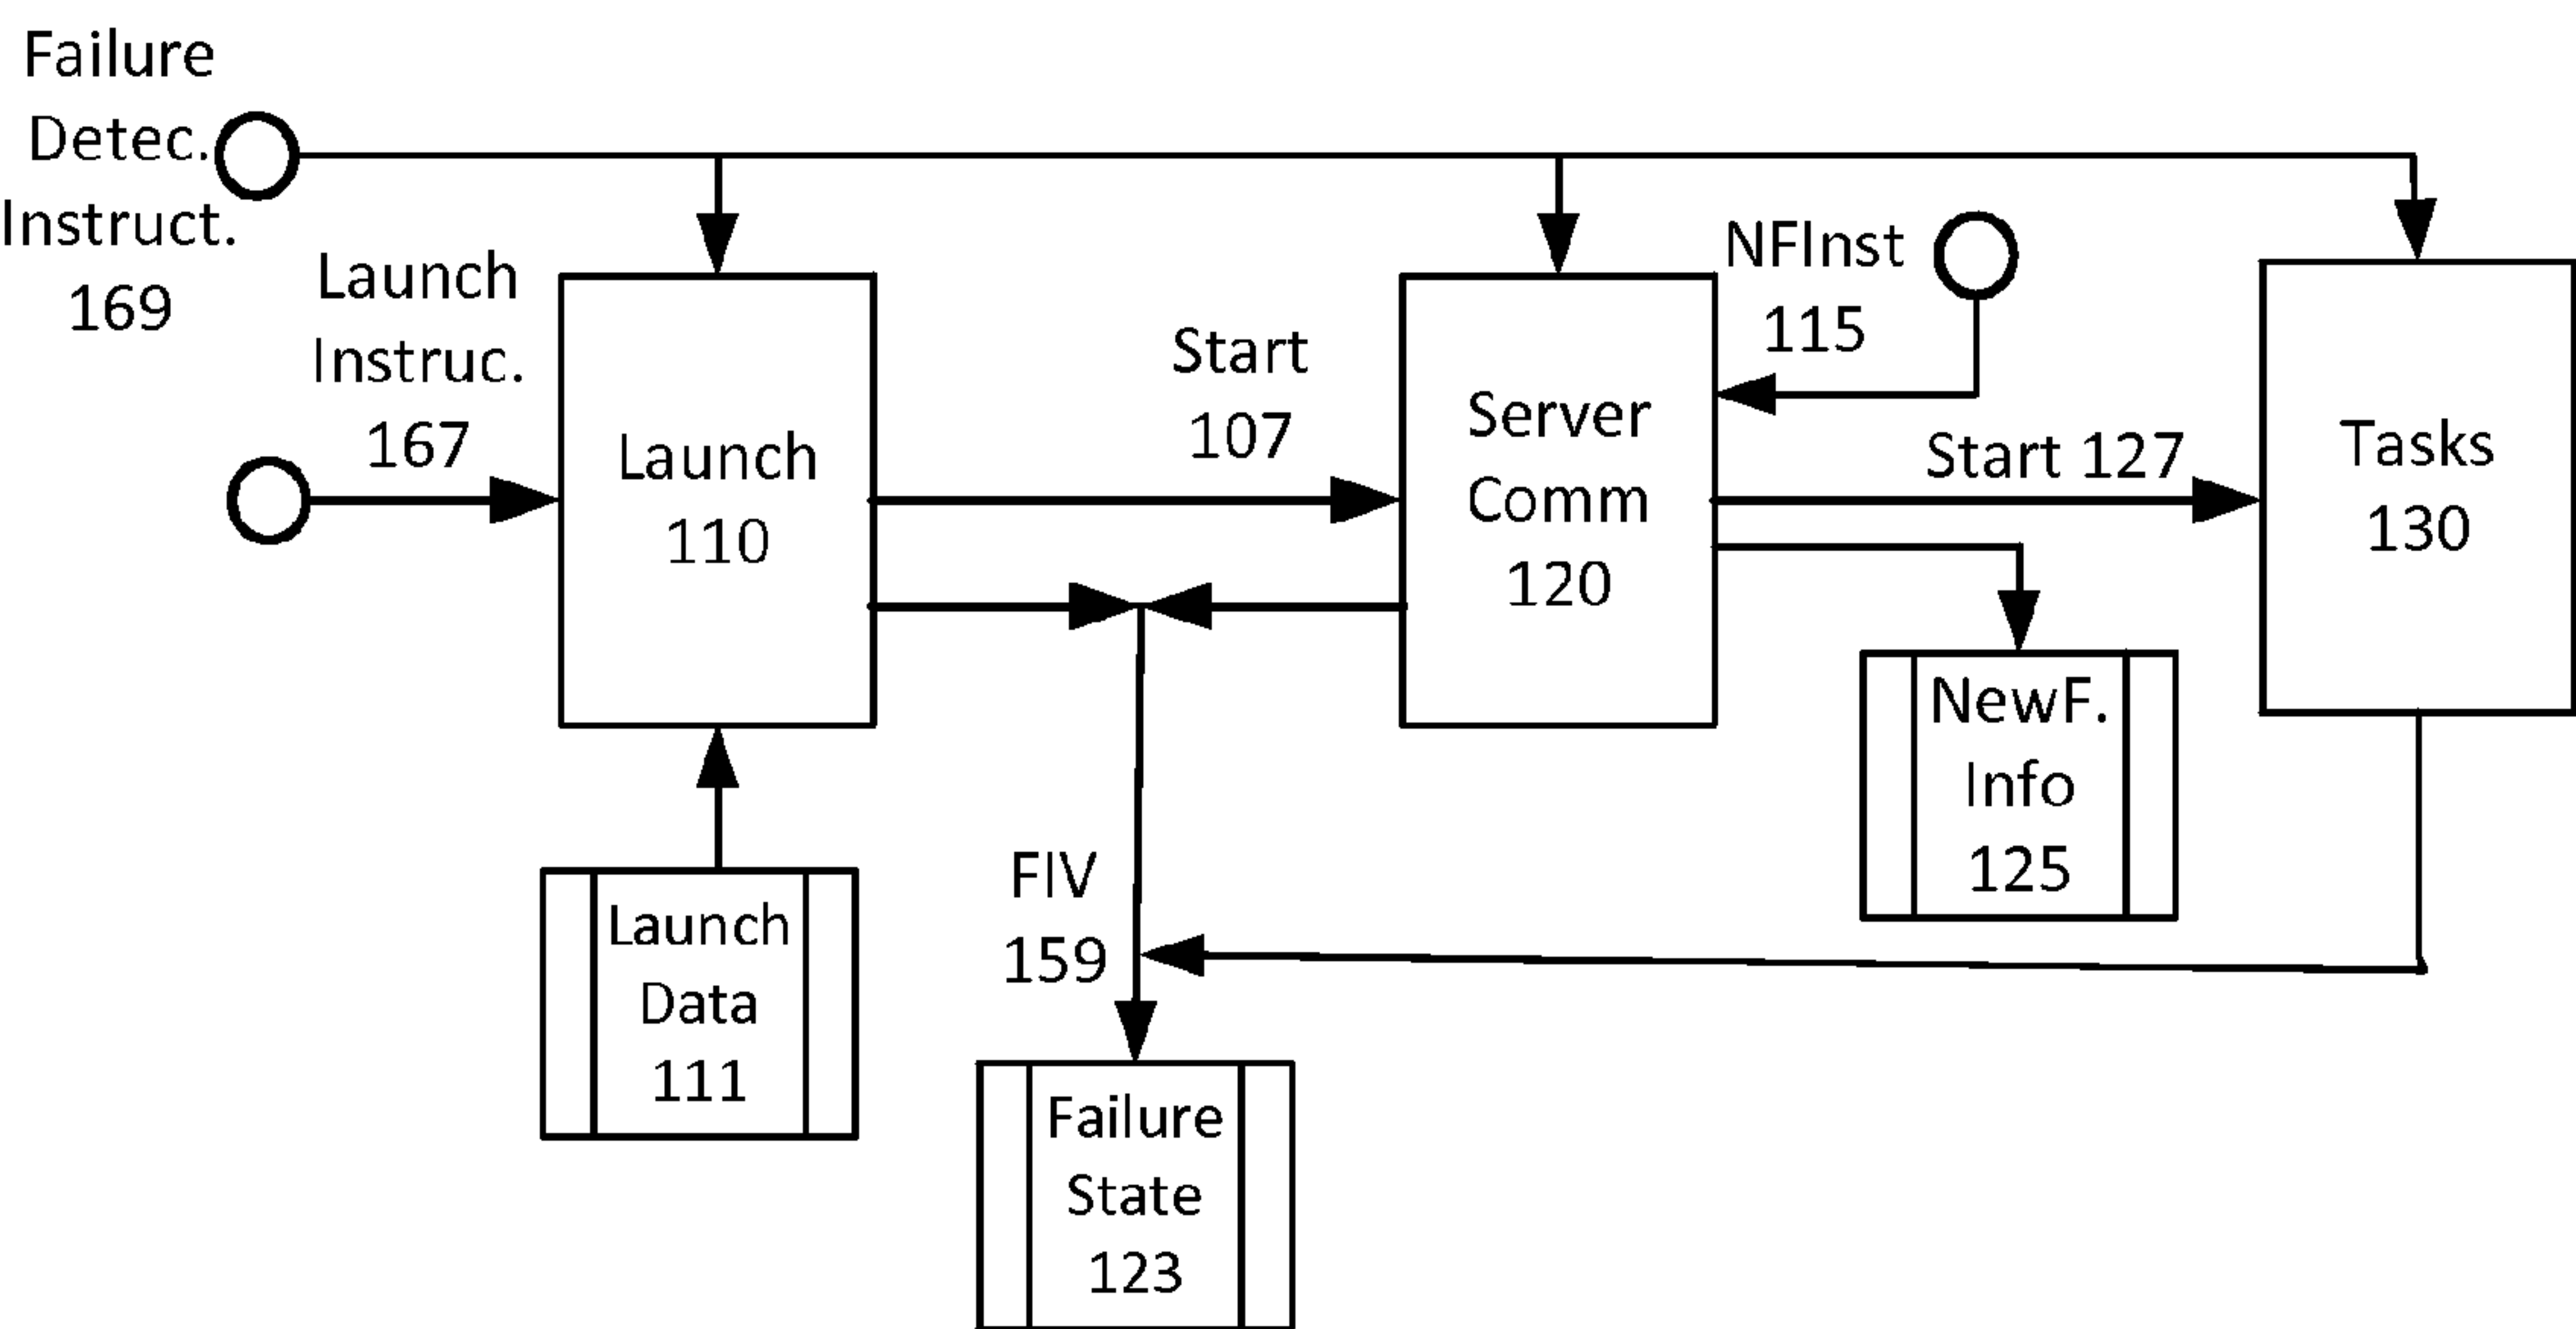 Failure
Detec.
Instruct.
169
Launch
Instruc.
167
Launch
110
Start
107
Server
Comm
120
NFInst
115
Start 127
Tasks
130
NewF.
Info
125
Launch
Data
111
FIV
159
Failure
State
123